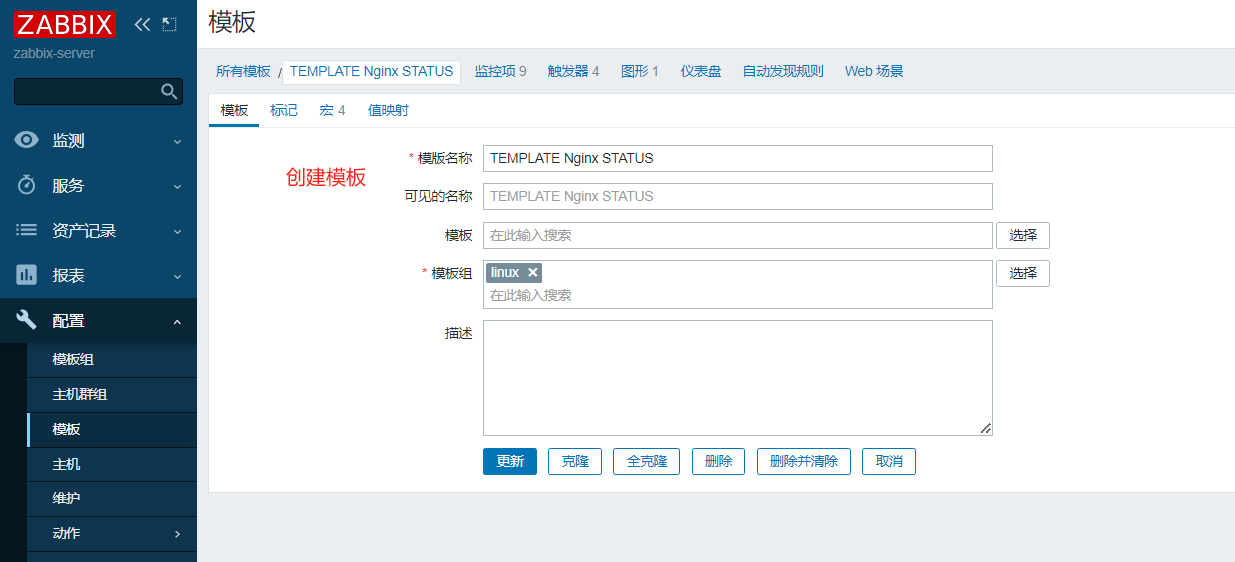 ZABBIX
zabbix-server
监测
服务
资产记录
报表
配置
模板组
主机群组
模板
主机
维护
动作
模板
所有模板 / TEMPLATE Nginx STATUS 监控项 9 触发器 4 图形 1 仪表盘 自动发现规则 Web 场景
模板 标记 宏 4 值映射
创建模板
* 模版名称 TEMPLATE Nginx STATUS
可见的名称 TEMPLATE Nginx STATUS
模板 在此输入搜索 选择
* 模板组 linux 选择
在此输入搜索
描述
更新 克隆 全克隆 删除 删除并清除 取消